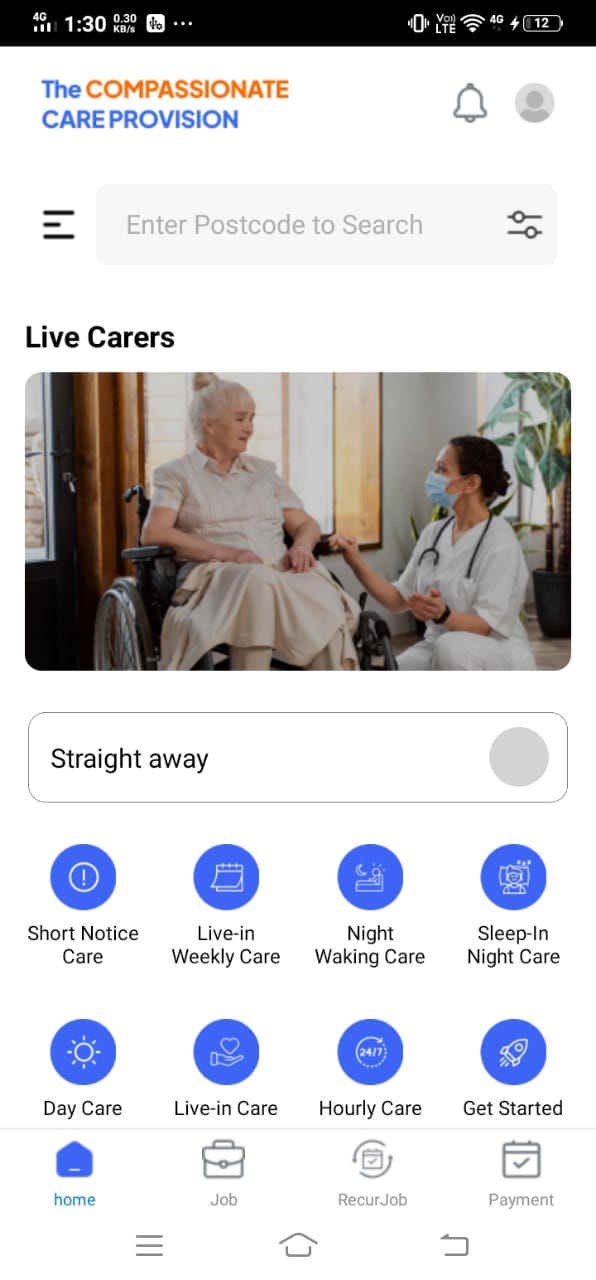 4G 1:30 0.30 KB/s ... Vo)) LTE 4G 12
The COMPASSIONATE
CARE PROVISION
Enter Postcode to Search
Live Carers
Straight away
Short Notice Care
Live-in Weekly Care
Night Waking Care
Sleep-In Night Care
24/7
Day Care
Live-in Care
Hourly Care
Get Started
home
Job
RecurJob
Payment